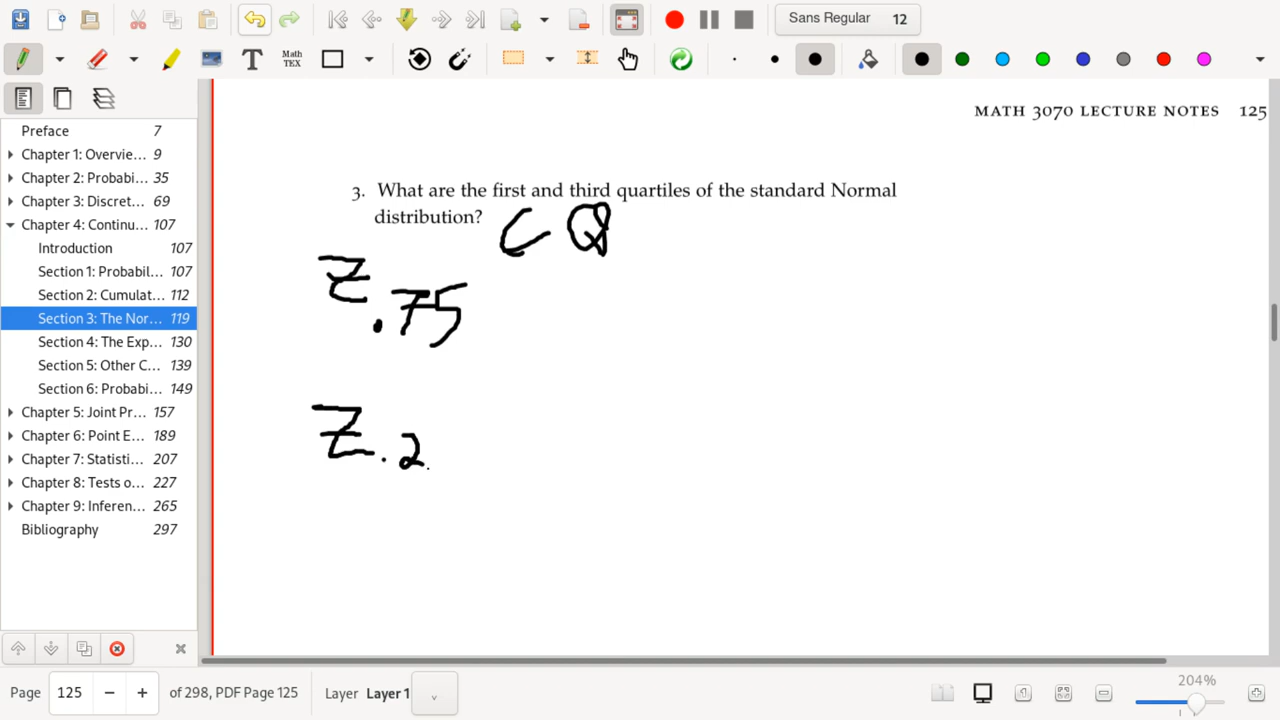 Sans Regular 12
T
Math
TEX
Preface 7
Chapter 1: Overvie... 9
Chapter 2: Probabi... 35
Chapter 3: Discret... 69
Chapter 4: Continu... 107
Introduction 107
Section 1: Probabil... 107
Section 2: Cumulat... 112
Section 3: The Nor... 119
Section 4: The Exp... 130
Section 5: Other C... 139
Section 6: Probabi... 149
Chapter 5: Joint Pr... 157
Chapter 6: Point E... 189
Chapter 7: Statisti... 207
Chapter 8: Tests o... 227
Chapter 9: Inferen... 265
Bibliography 297
MATH 3070 LECTURE NOTES 125
3. What are the first and third quartiles of the standard Normal
distribution?
C Q
Z.75
Z.2
Page 125 of 298, PDF Page 125 Layer Layer 1
204%